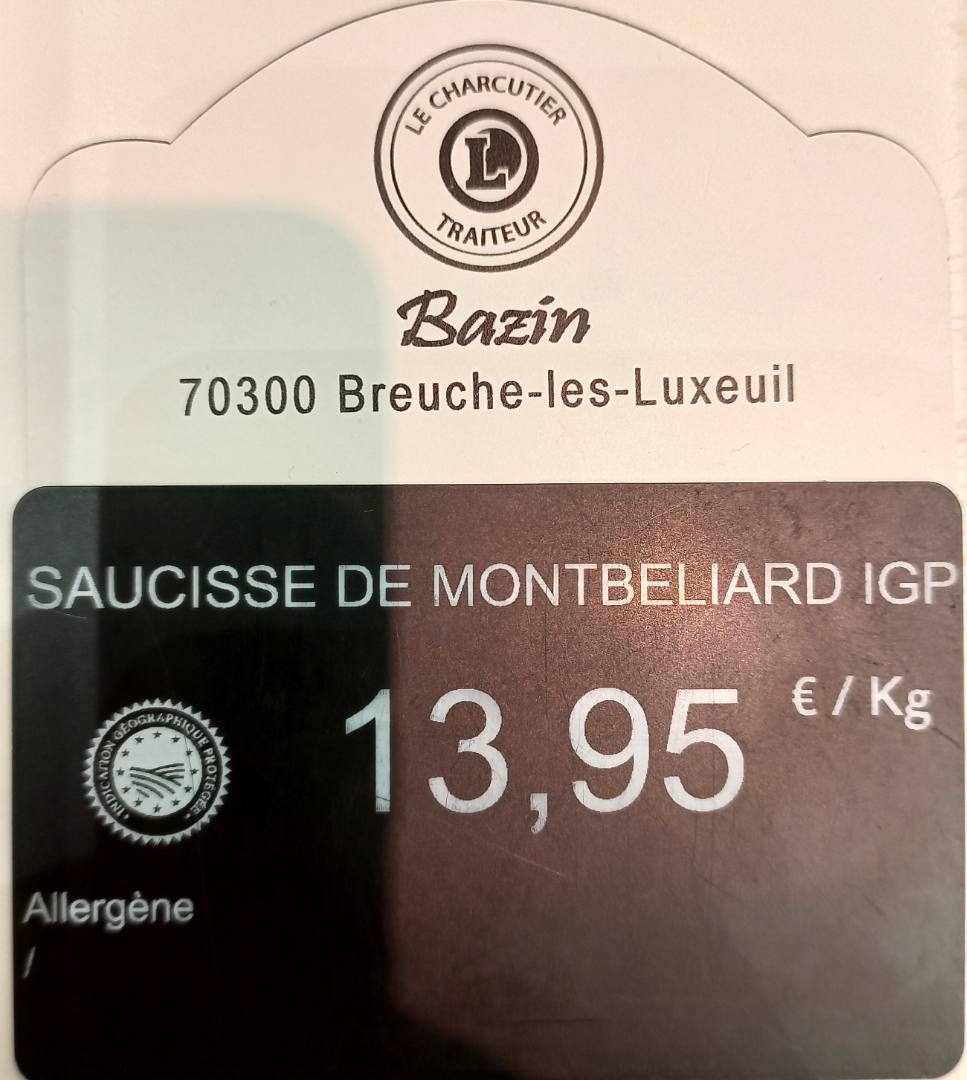 LE CHARCUTIER
L
TRAITEUR
Bazin
70300 Breuche-les-Luxeuil
SAUCISSE DE MONTBELIARD IGP
13,95 € / Kg
INDICATION GÉOGRAPHIQUE PROTÉGÉE
Allergène
/